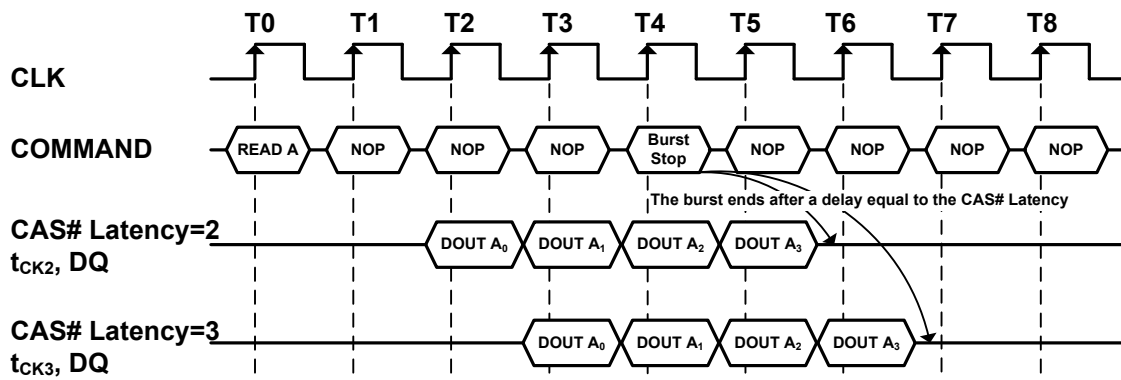 T0 T1 T2 T3 T4 T5 T6 T7 T8
CLK
COMMAND READ A NOP NOP NOP Burst Stop NOP NOP NOP NOP
The burst ends after a delay equal to the CAS# Latency
CAS# Latency=2
tCK2, DQ DOUT A0 DOUT A1 DOUT A2 DOUT A3
CAS# Latency=3
tCK3, DQ DOUT A0 DOUT A1 DOUT A2 DOUT A3